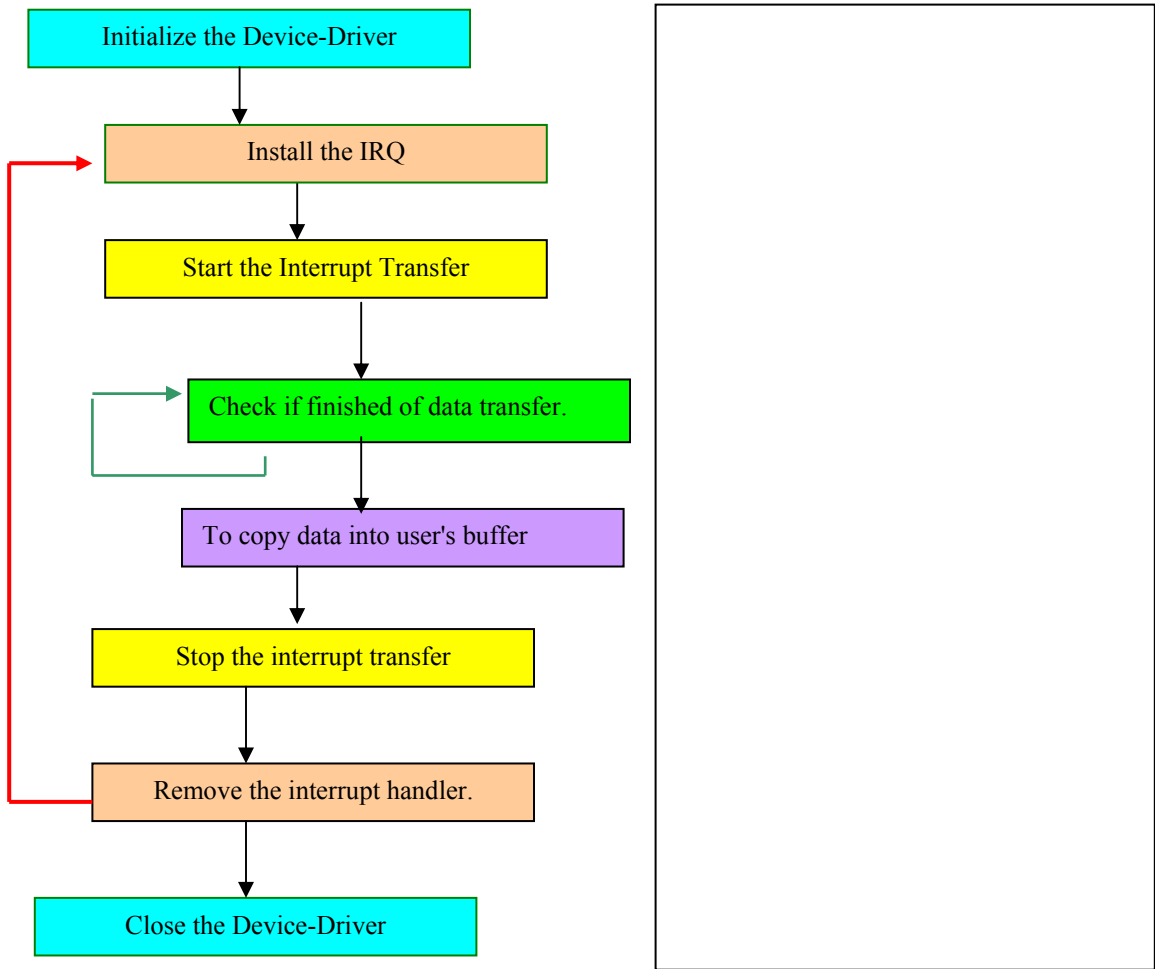 Initialize the Device-Driver
Install the IRQ
Start the Interrupt Transfer
Check if finished of data transfer.
To copy data into user's buffer
Stop the interrupt transfer
Remove the interrupt handler.
Close the Device-Driver